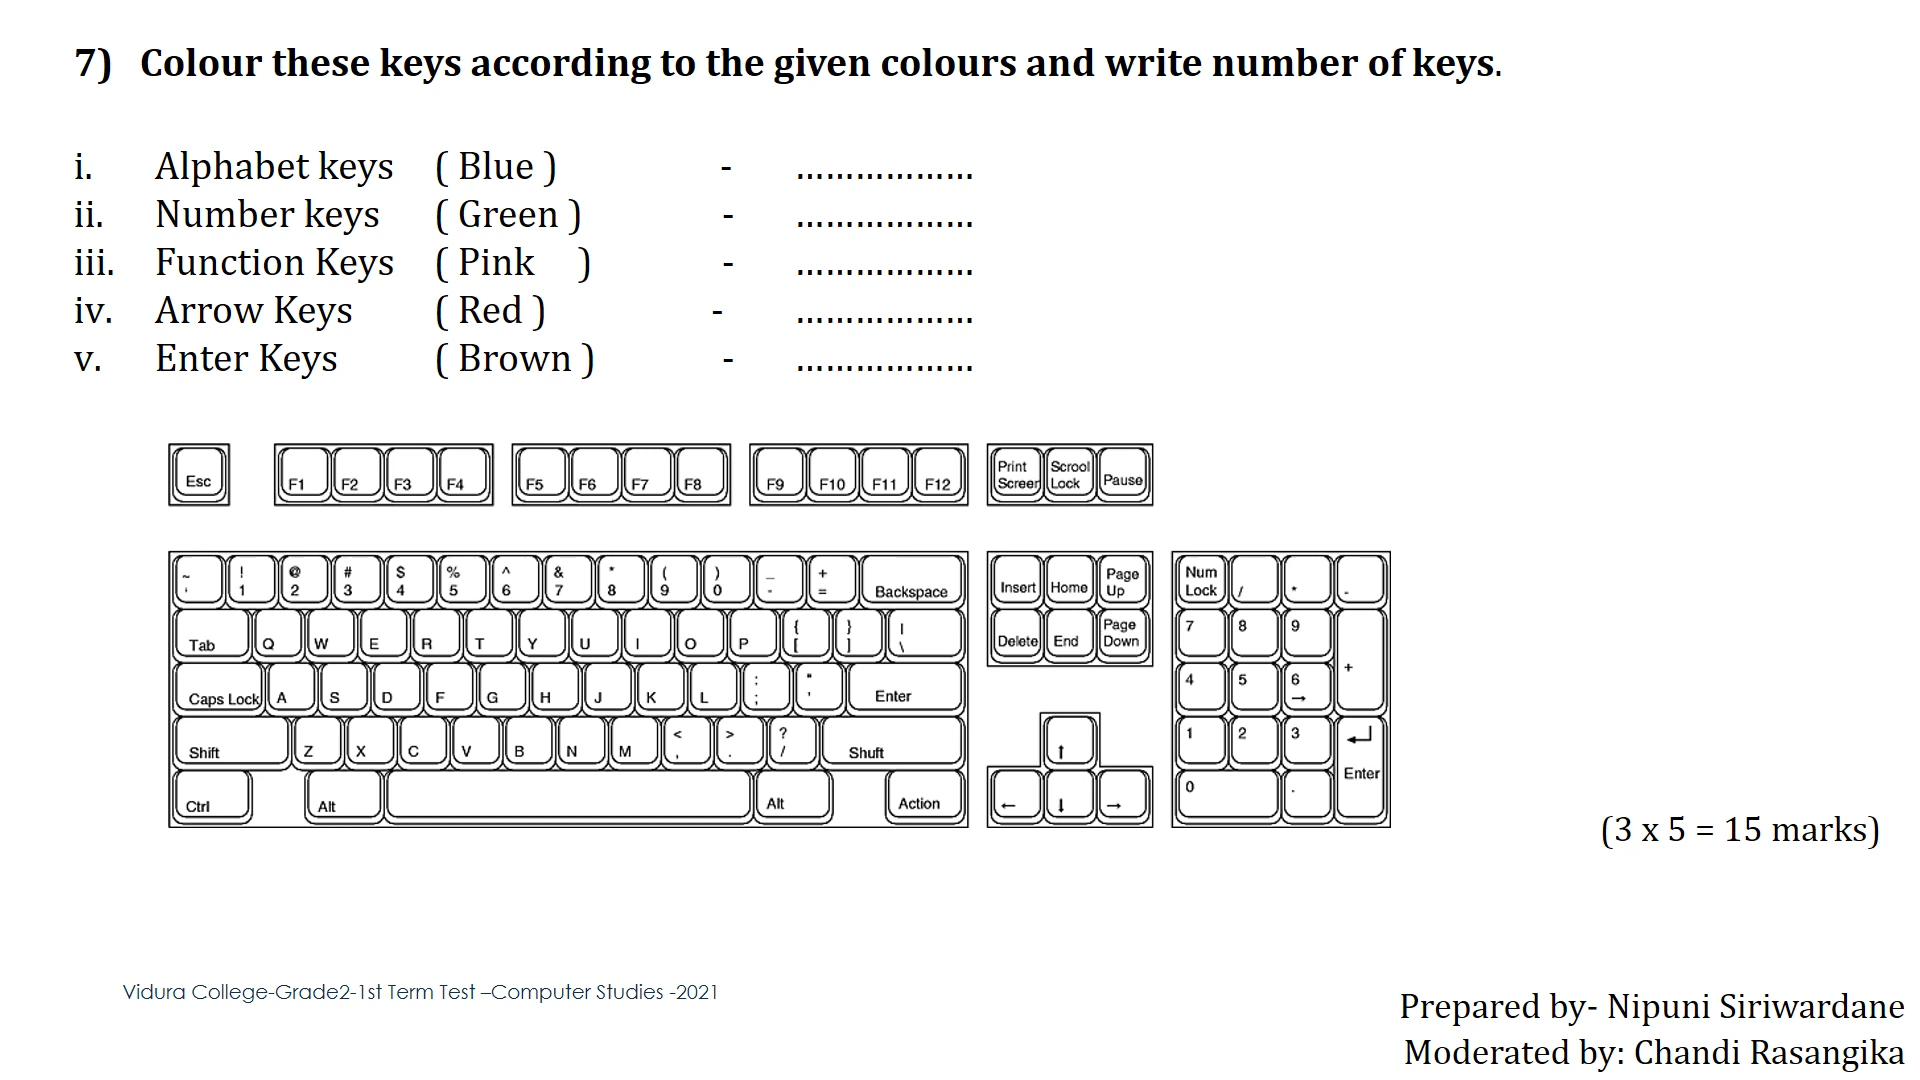 7) Colour these keys according to the given colours and write number of keys.
i. Alphabet keys ( Blue ) - ..................
ii. Number keys ( Green ) - ..................
iii. Function Keys ( Pink ) - ..................
iv. Arrow Keys ( Red ) - ..................
v. Enter Keys ( Brown ) - ..................
Esc F1 F2 F3 F4 F5 F6 F7 F8 F9 F10 F11 F12 Print Screen Scrool Lock Pause
~ ' ! 1 @ 2 # 3 $ 4 % 5 ^ 6 & 7 * 8 ( 9 ) 0 _ - + = Backspace Insert Home Page Up Num Lock / * -
Tab Q W E R T Y U I O P { [ } ] | \ Delete End Page Down 7 8 9 +
Caps Lock A S D F G H J K L : ; " ' Enter 4 5 6 →
Shift Z X C V B N M < , > . ? / Shuft ↑ 1 2 3 ↵ Enter
Ctrl Alt Alt Action ← ↓ → 0 .
(3 x 5 = 15 marks)
Vidura College-Grade2-1st Term Test –Computer Studies -2021
Prepared by- Nipuni Siriwardane
Moderated by: Chandi Rasangika